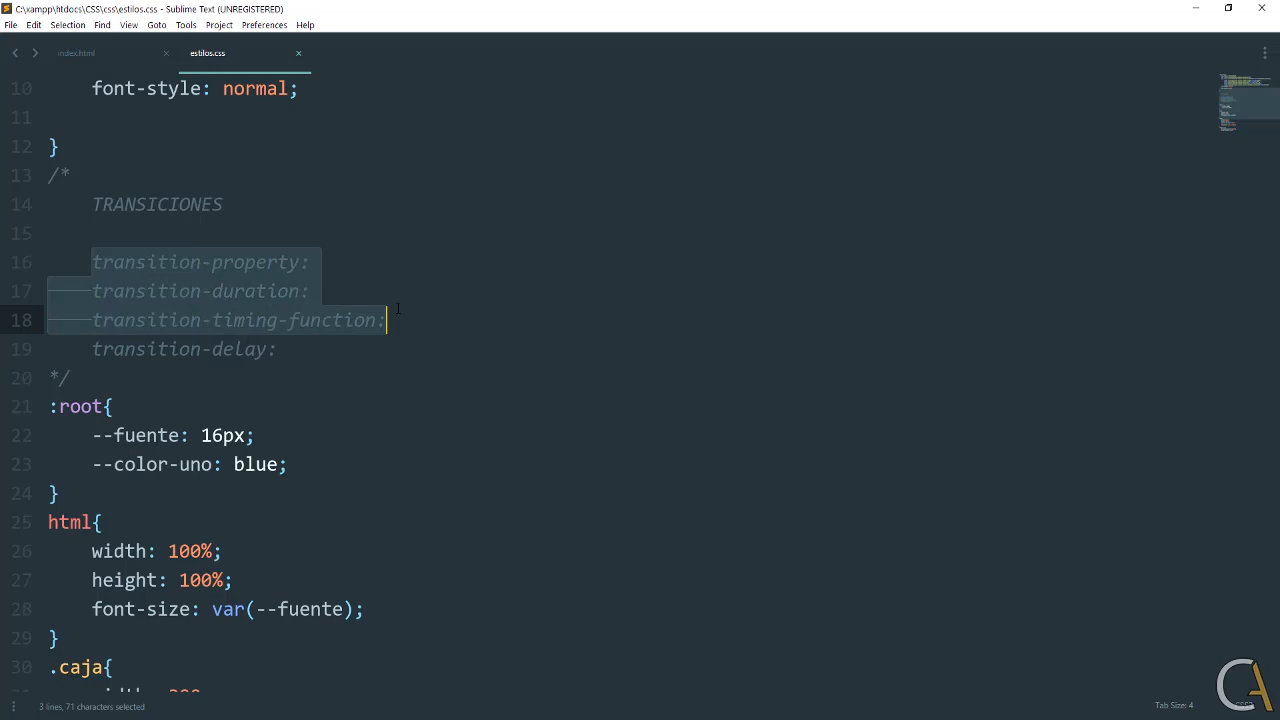 C:\xampp\htdocs\CSS\css\estilos.css - Sublime Text (UNREGISTERED)
File Edit Selection Find View Goto Tools Project Preferences Help
index.html estilos.css
10 font-style: normal;
11
12 }
13 /*
14 TRANSICIONES
15
16 transition-property:
17 transition-duration:
18 transition-timing-function:
19 transition-delay:
20 */
21 :root{
22 --fuente: 16px;
23 --color-uno: blue;
24 }
25 html{
26 width: 100%;
27 height: 100%;
28 font-size: var(--fuente);
29 }
30 .caja{
3 lines, 71 characters selected Tab Size: 4
CA